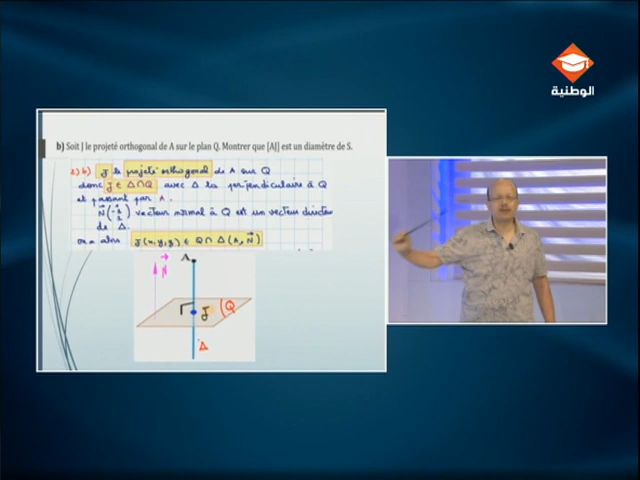 الوطنية
b) Soit J le projeté orthogonal de A sur le plan Q. Montrer que [AJ] est un diamètre de S.
J le projeté orthogonal de A sur Q
donc J ∈ Δ∩Q avec Δ la perpendiculaire à Q
et passant par A.
vecteur normal à Q est un vecteur directeur
de Δ.
on a alors J(x,y,z) ∈ Q ∩ Δ(A, N⃗)
A
N⃗
J
Q
Δ